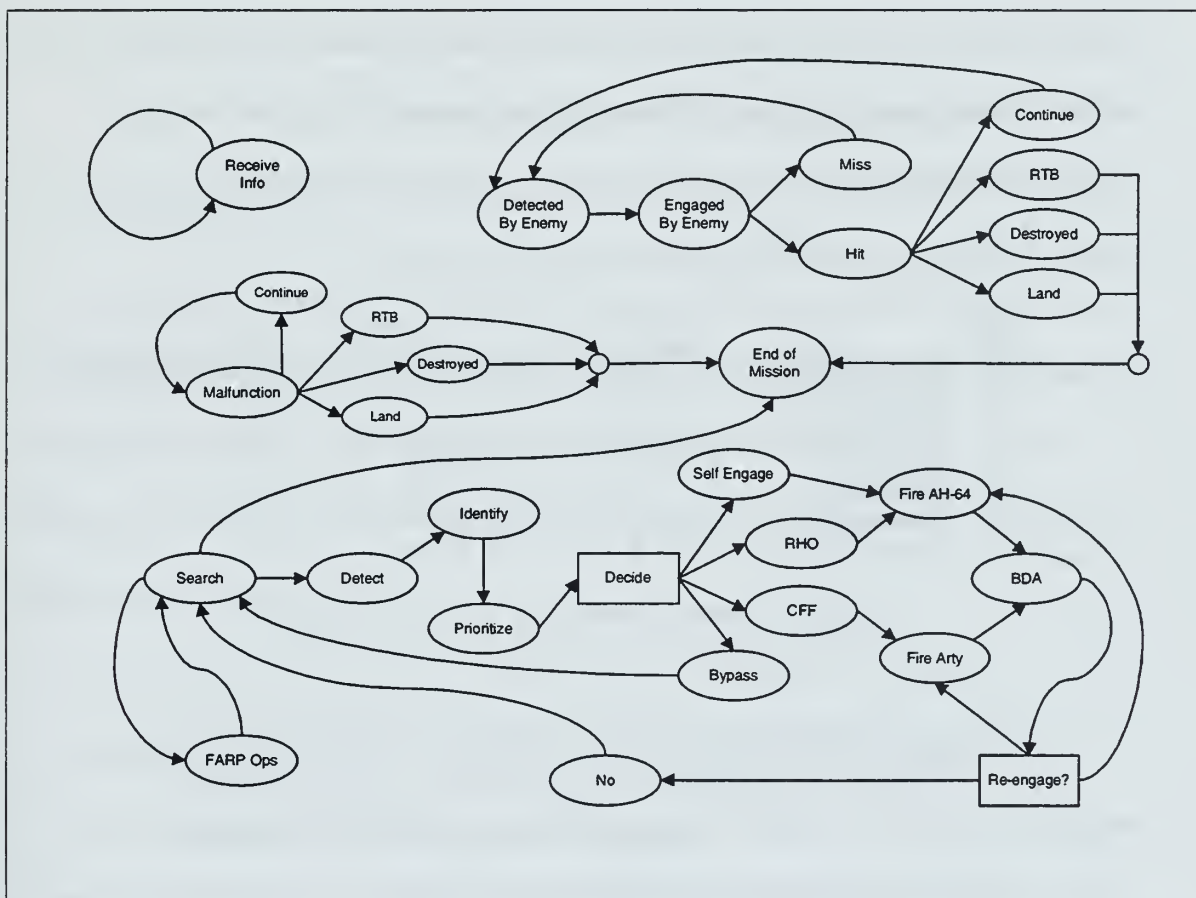 Receive
Info
Continue
Miss
RTB
Detected
By Enemy
Engaged
By Enemy
Destroyed
Hit
Land
Continue
RTB
Destroyed
Malfunction
Land
End of
Mission
Self Engage
Fire AH-64
Identify
RHO
Search
Detect
Decide
BDA
CFF
Prioritize
Fire Arty
Bypass
FARP Ops
No
Re-engage?